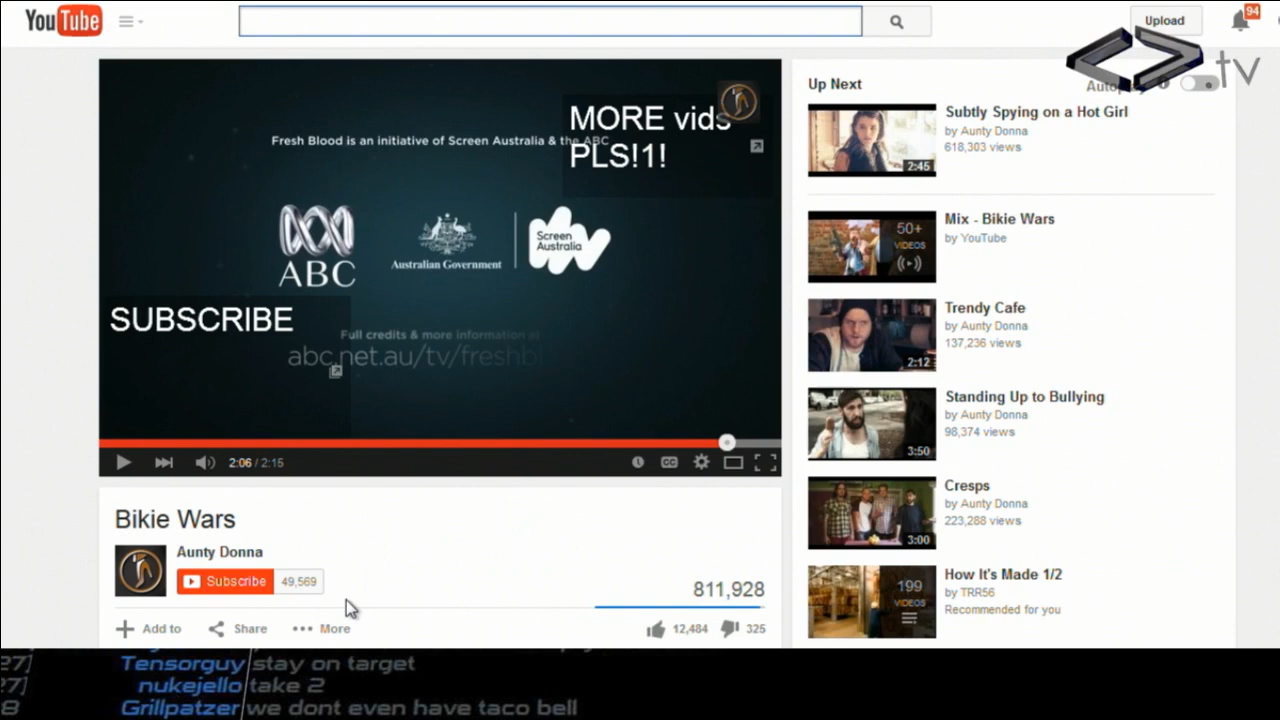 YouTube
Upload
94
.tv
MORE vids
PLS!1!
Fresh Blood is an initiative of Screen Australia & the ABC
ABC
Australian Government
Screen
Australia
SUBSCRIBE
Full credits & more information at
abc.net.au/tv/freshbl
2:06 / 2:15
CC
Up Next
Subtly Spying on a Hot Girl
by Aunty Donna
618,303 views
2:45
Mix - Bikie Wars
by YouTube
50+
VIDEOS
Trendy Cafe
by Aunty Donna
137,236 views
2:12
Standing Up to Bullying
by Aunty Donna
98,374 views
3:50
Cresps
by Aunty Donna
223,288 views
3:00
How It's Made 1/2
by TRR56
Recommended for you
199
VIDEOS
Bikie Wars
Aunty Donna
Subscribe 49,569
811,928
Add to Share More
12,484 325
27] Tensorguy stay on target
27] nukejello take 2
8 Grillpatzer we dont even have taco bell